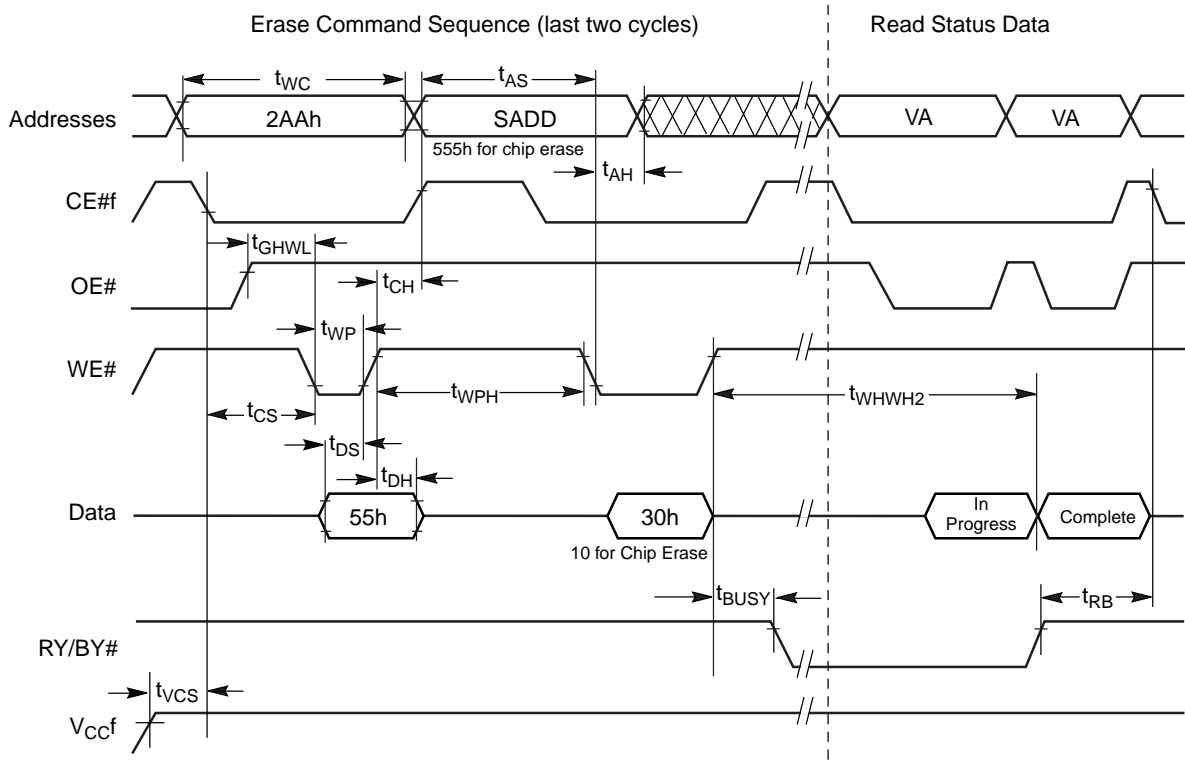 Erase Command Sequence (last two cycles)
Read Status Data
tWC
tAS
Addresses
2AAh
SADD
VA
VA
555h for chip erase
tAH
CE#f
tGHWL
OE#
tCH
tWP
WE#
tWPH
tWHWH2
tCS
tDS
tDH
Data
55h
30h
In
Progress
Complete
10 for Chip Erase
tBUSY
tRB
RY/BY#
tVCS
VCCf